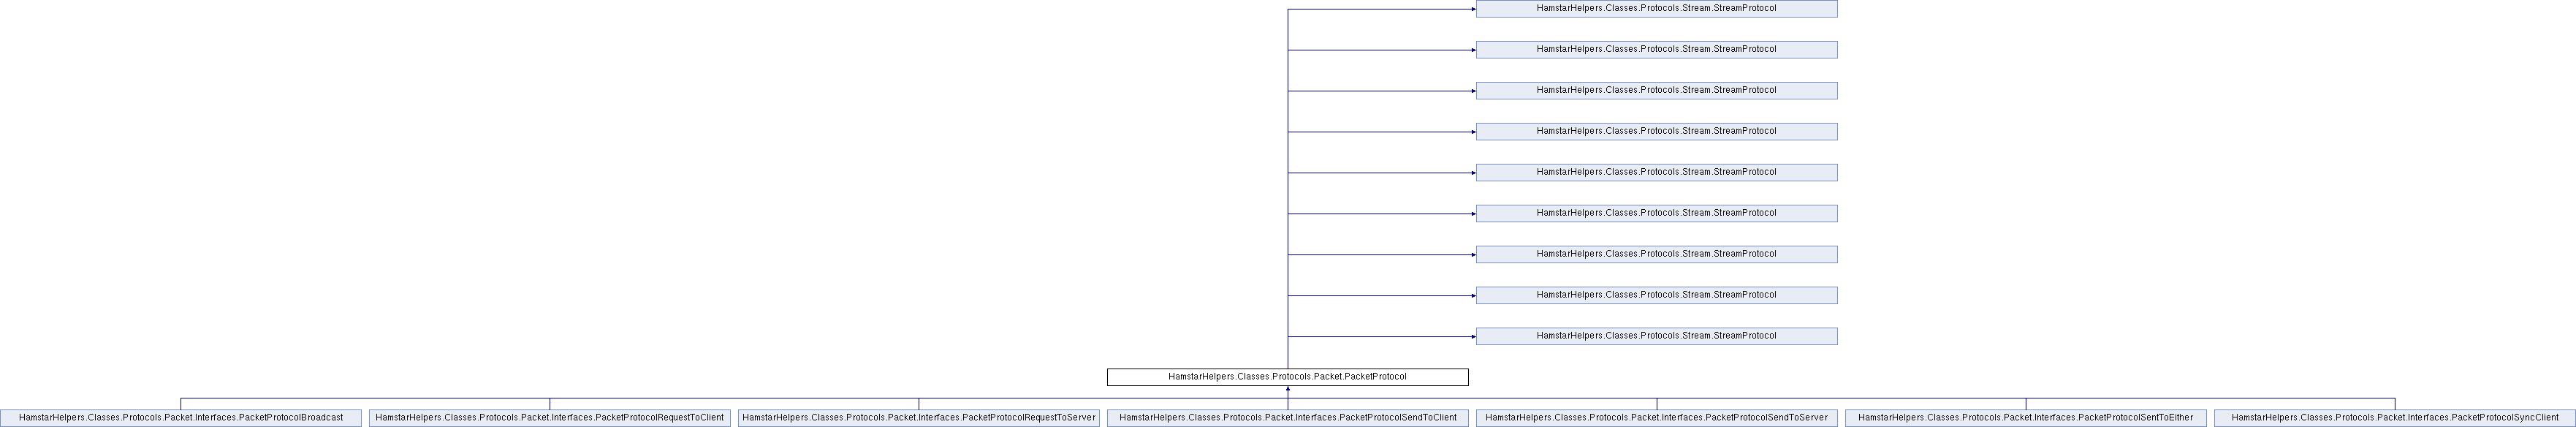 HamstarHelpers.Classes.Protocols.Stream.StreamProtocol
HamstarHelpers.Classes.Protocols.Stream.StreamProtocol
HamstarHelpers.Classes.Protocols.Stream.StreamProtocol
HamstarHelpers.Classes.Protocols.Stream.StreamProtocol
HamstarHelpers.Classes.Protocols.Stream.StreamProtocol
HamstarHelpers.Classes.Protocols.Stream.StreamProtocol
HamstarHelpers.Classes.Protocols.Stream.StreamProtocol
HamstarHelpers.Classes.Protocols.Stream.StreamProtocol
HamstarHelpers.Classes.Protocols.Stream.StreamProtocol
HamstarHelpers.Classes.Protocols.Packet.PacketProtocol
HamstarHelpers.Classes.Protocols.Packet.Interfaces.PacketProtocolBroadcast
HamstarHelpers.Classes.Protocols.Packet.Interfaces.PacketProtocolRequestToClient
HamstarHelpers.Classes.Protocols.Packet.Interfaces.PacketProtocolRequestToServer
HamstarHelpers.Classes.Protocols.Packet.Interfaces.PacketProtocolSendToClient
HamstarHelpers.Classes.Protocols.Packet.Interfaces.PacketProtocolSendToServer
HamstarHelpers.Classes.Protocols.Packet.Interfaces.PacketProtocolSentToEither
HamstarHelpers.Classes.Protocols.Packet.Interfaces.PacketProtocolSyncClient